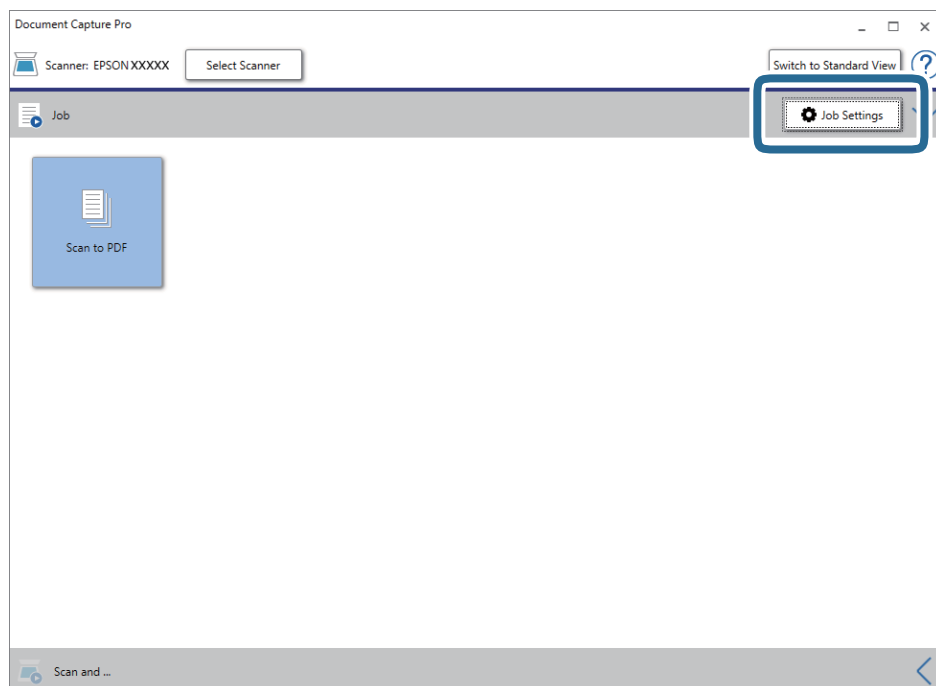 Document Capture Pro
Scanner: EPSON XXXXX
Select Scanner
Switch to Standard View
?
Job
Job Settings
Scan to PDF
Scan and ...